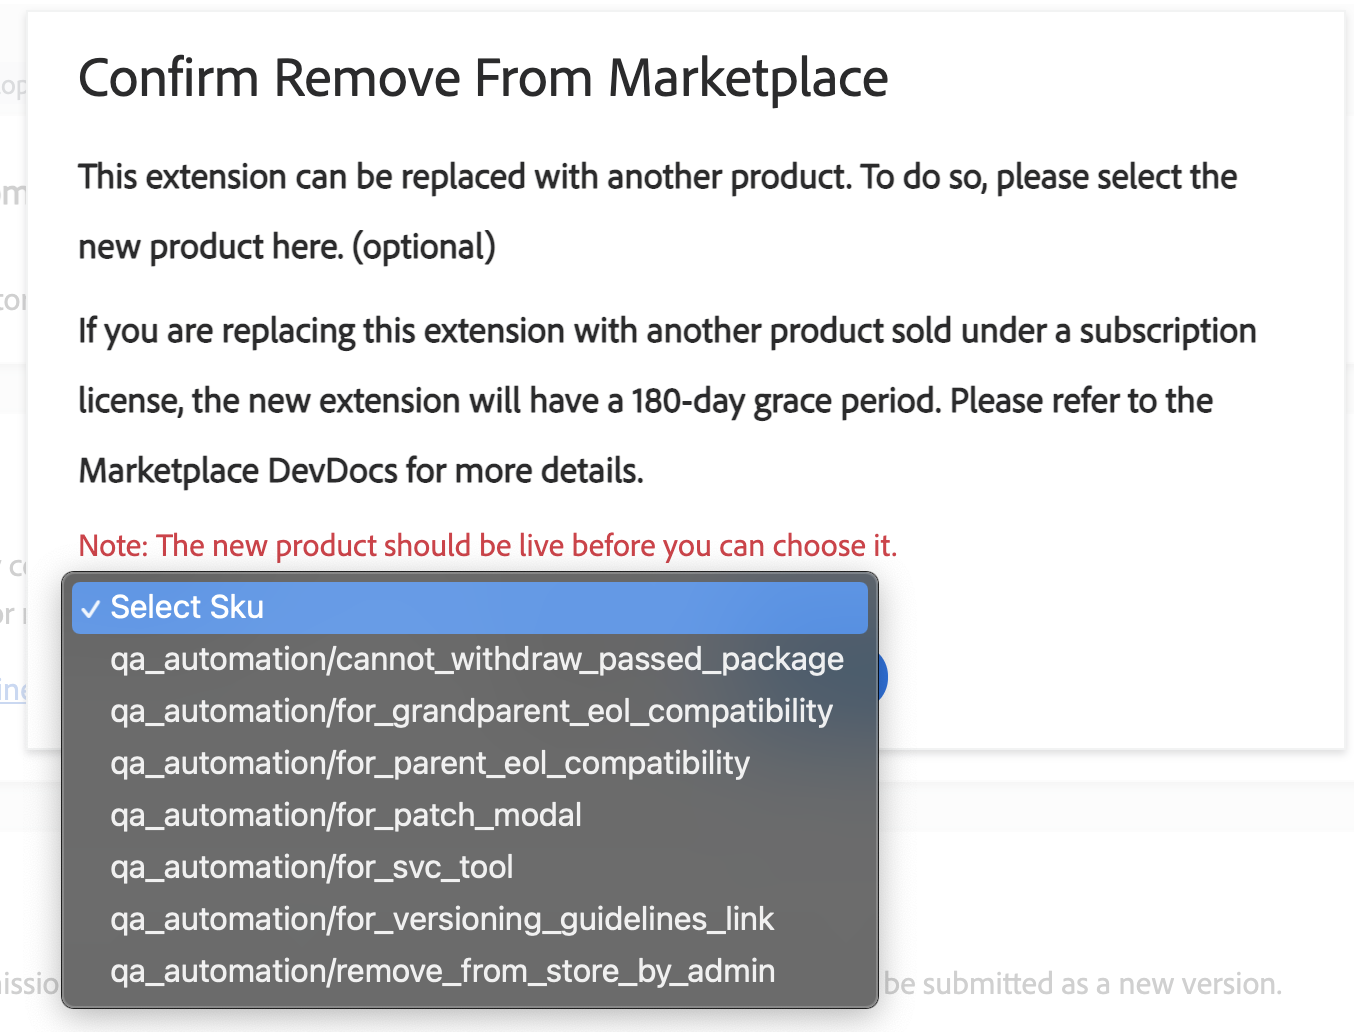 Confirm Remove From Marketplace
This extension can be replaced with another product. To do so, please select the
new product here. (optional)
If you are replacing this extension with another product sold under a subscription
license, the new extension will have a 180-day grace period. Please refer to the
Marketplace DevDocs for more details.
Note: The new product should be live before you can choose it.
✓ Select Sku
qa_automation/cannot_withdraw_passed_package
qa_automation/for_grandparent_eol_compatibility
qa_automation/for_parent_eol_compatibility
qa_automation/for_patch_modal
qa_automation/for_svc_tool
qa_automation/for_versioning_guidelines_link
qa_automation/remove_from_store_by_admin
be submitted as a new version.